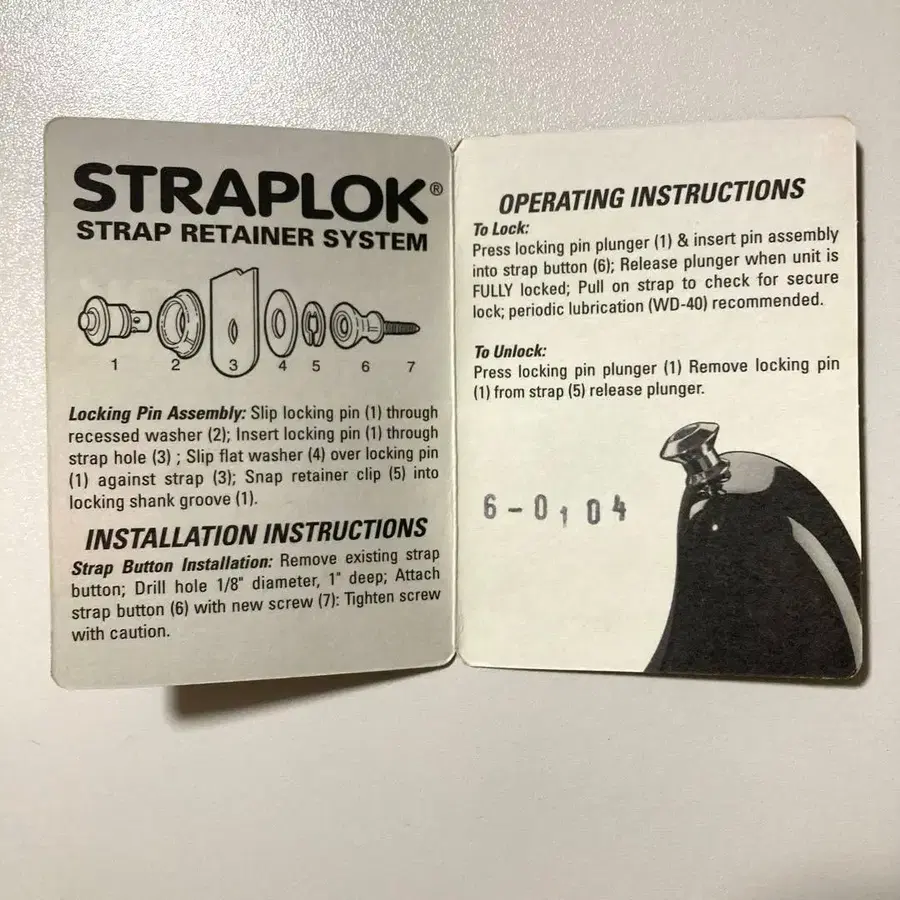 STRAPLOK®
STRAP RETAINER SYSTEM
1 2 3 4 5 6 7
Locking Pin Assembly: Slip locking pin (1) through
recessed washer (2); Insert locking pin (1) through
strap hole (3) ; Slip flat washer (4) over locking pin
(1) against strap (3); Snap retainer clip (5) into
locking shank groove (1).
INSTALLATION INSTRUCTIONS
Strap Button Installation: Remove existing strap
button; Drill hole 1/8" diameter, 1" deep; Attach
strap button (6) with new screw (7): Tighten screw
with caution.
OPERATING INSTRUCTIONS
To Lock:
Press locking pin plunger (1) & insert pin assembly
into strap button (6); Release plunger when unit is
FULLY locked; Pull on strap to check for secure
lock; periodic lubrication (WD-40) recommended.
To Unlock:
Press locking pin plunger (1) Remove locking pin
(1) from strap (5) release plunger.
6-0104